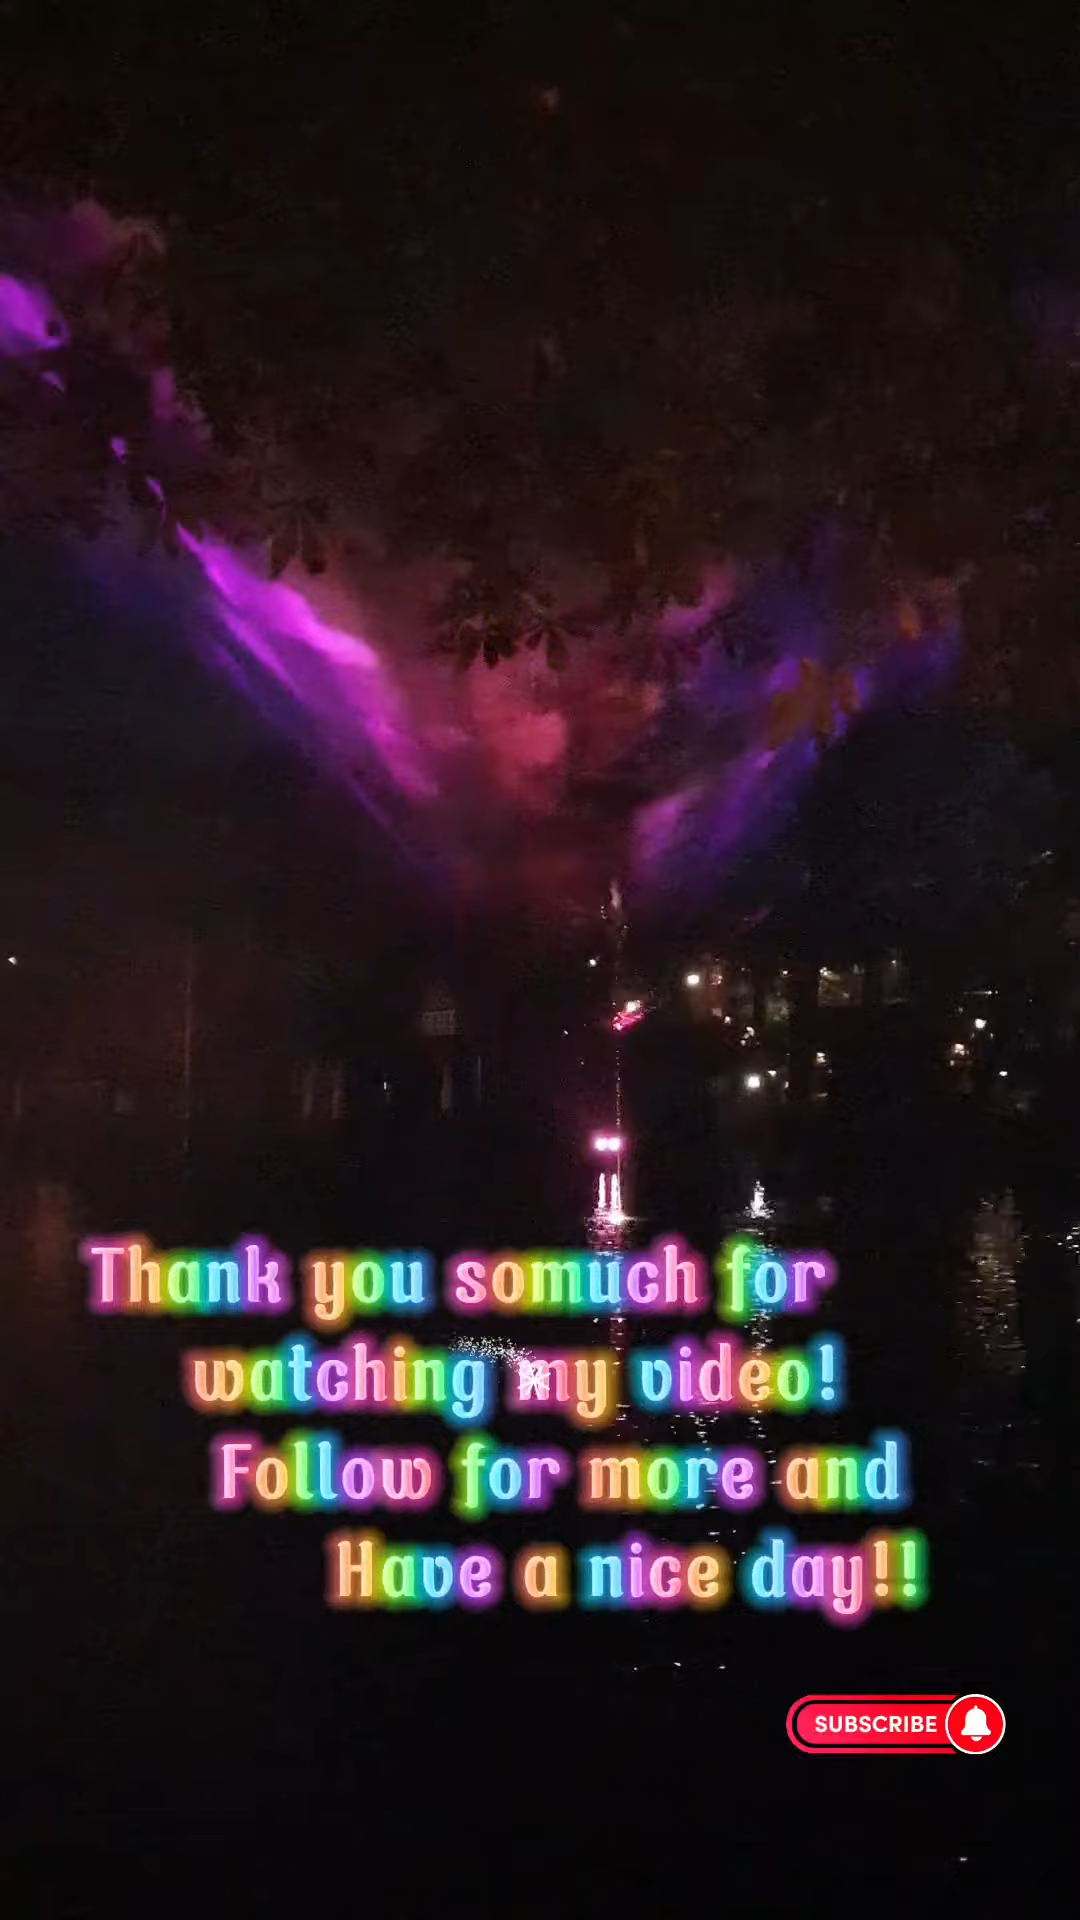 Thank you somuch for
watching my video!
Follow for more and
Have a nice day!!
SUBSCRIBE